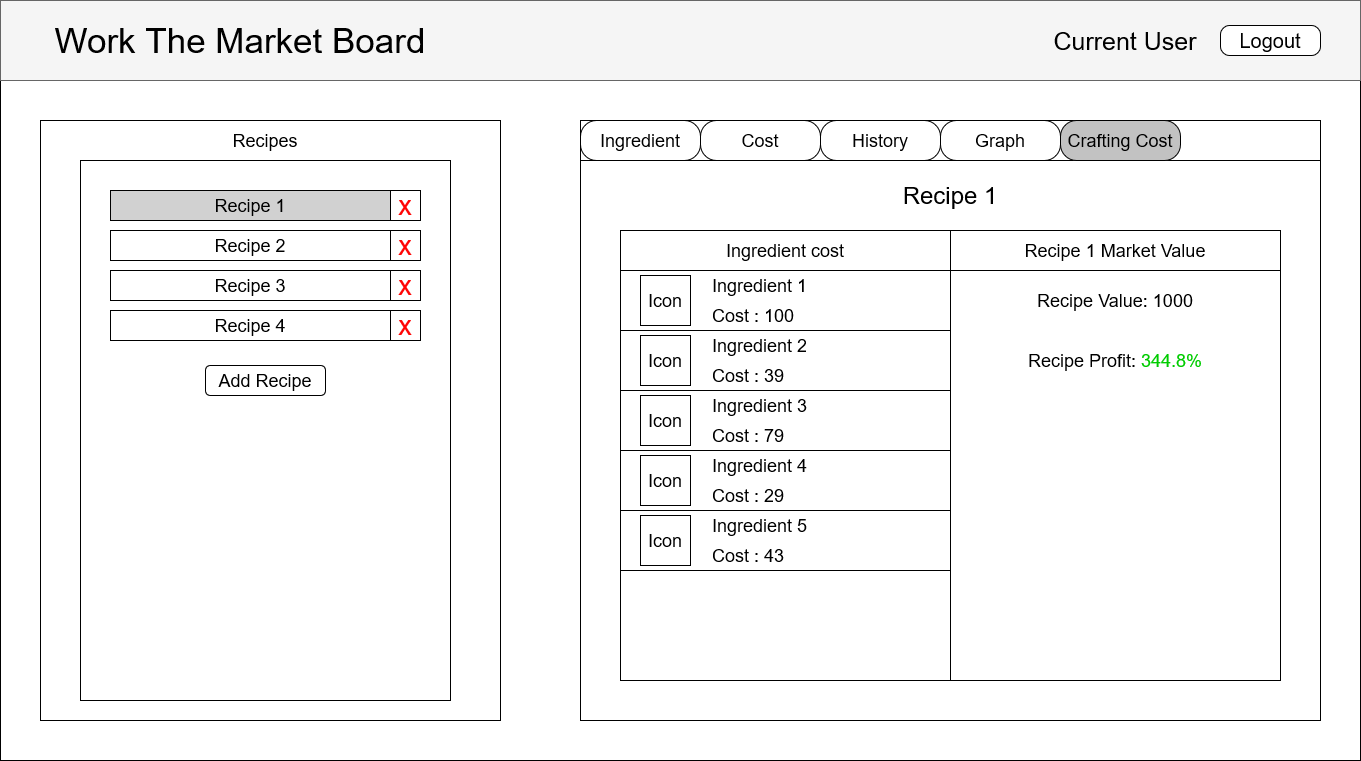 Work The Market Board
Current User
Logout
Recipes
Recipe 1
X
Recipe 2
X
Recipe 3
X
Recipe 4
X
Add Recipe
Ingredient
Cost
History
Graph
Crafting Cost
Recipe 1
Ingredient cost
Recipe 1 Market Value
Icon
Ingredient 1
Cost : 100
Icon
Ingredient 2
Cost : 39
Icon
Ingredient 3
Cost : 79
Icon
Ingredient 4
Cost : 29
Icon
Ingredient 5
Cost : 43
Recipe Value: 1000
Recipe Profit: 344.8%